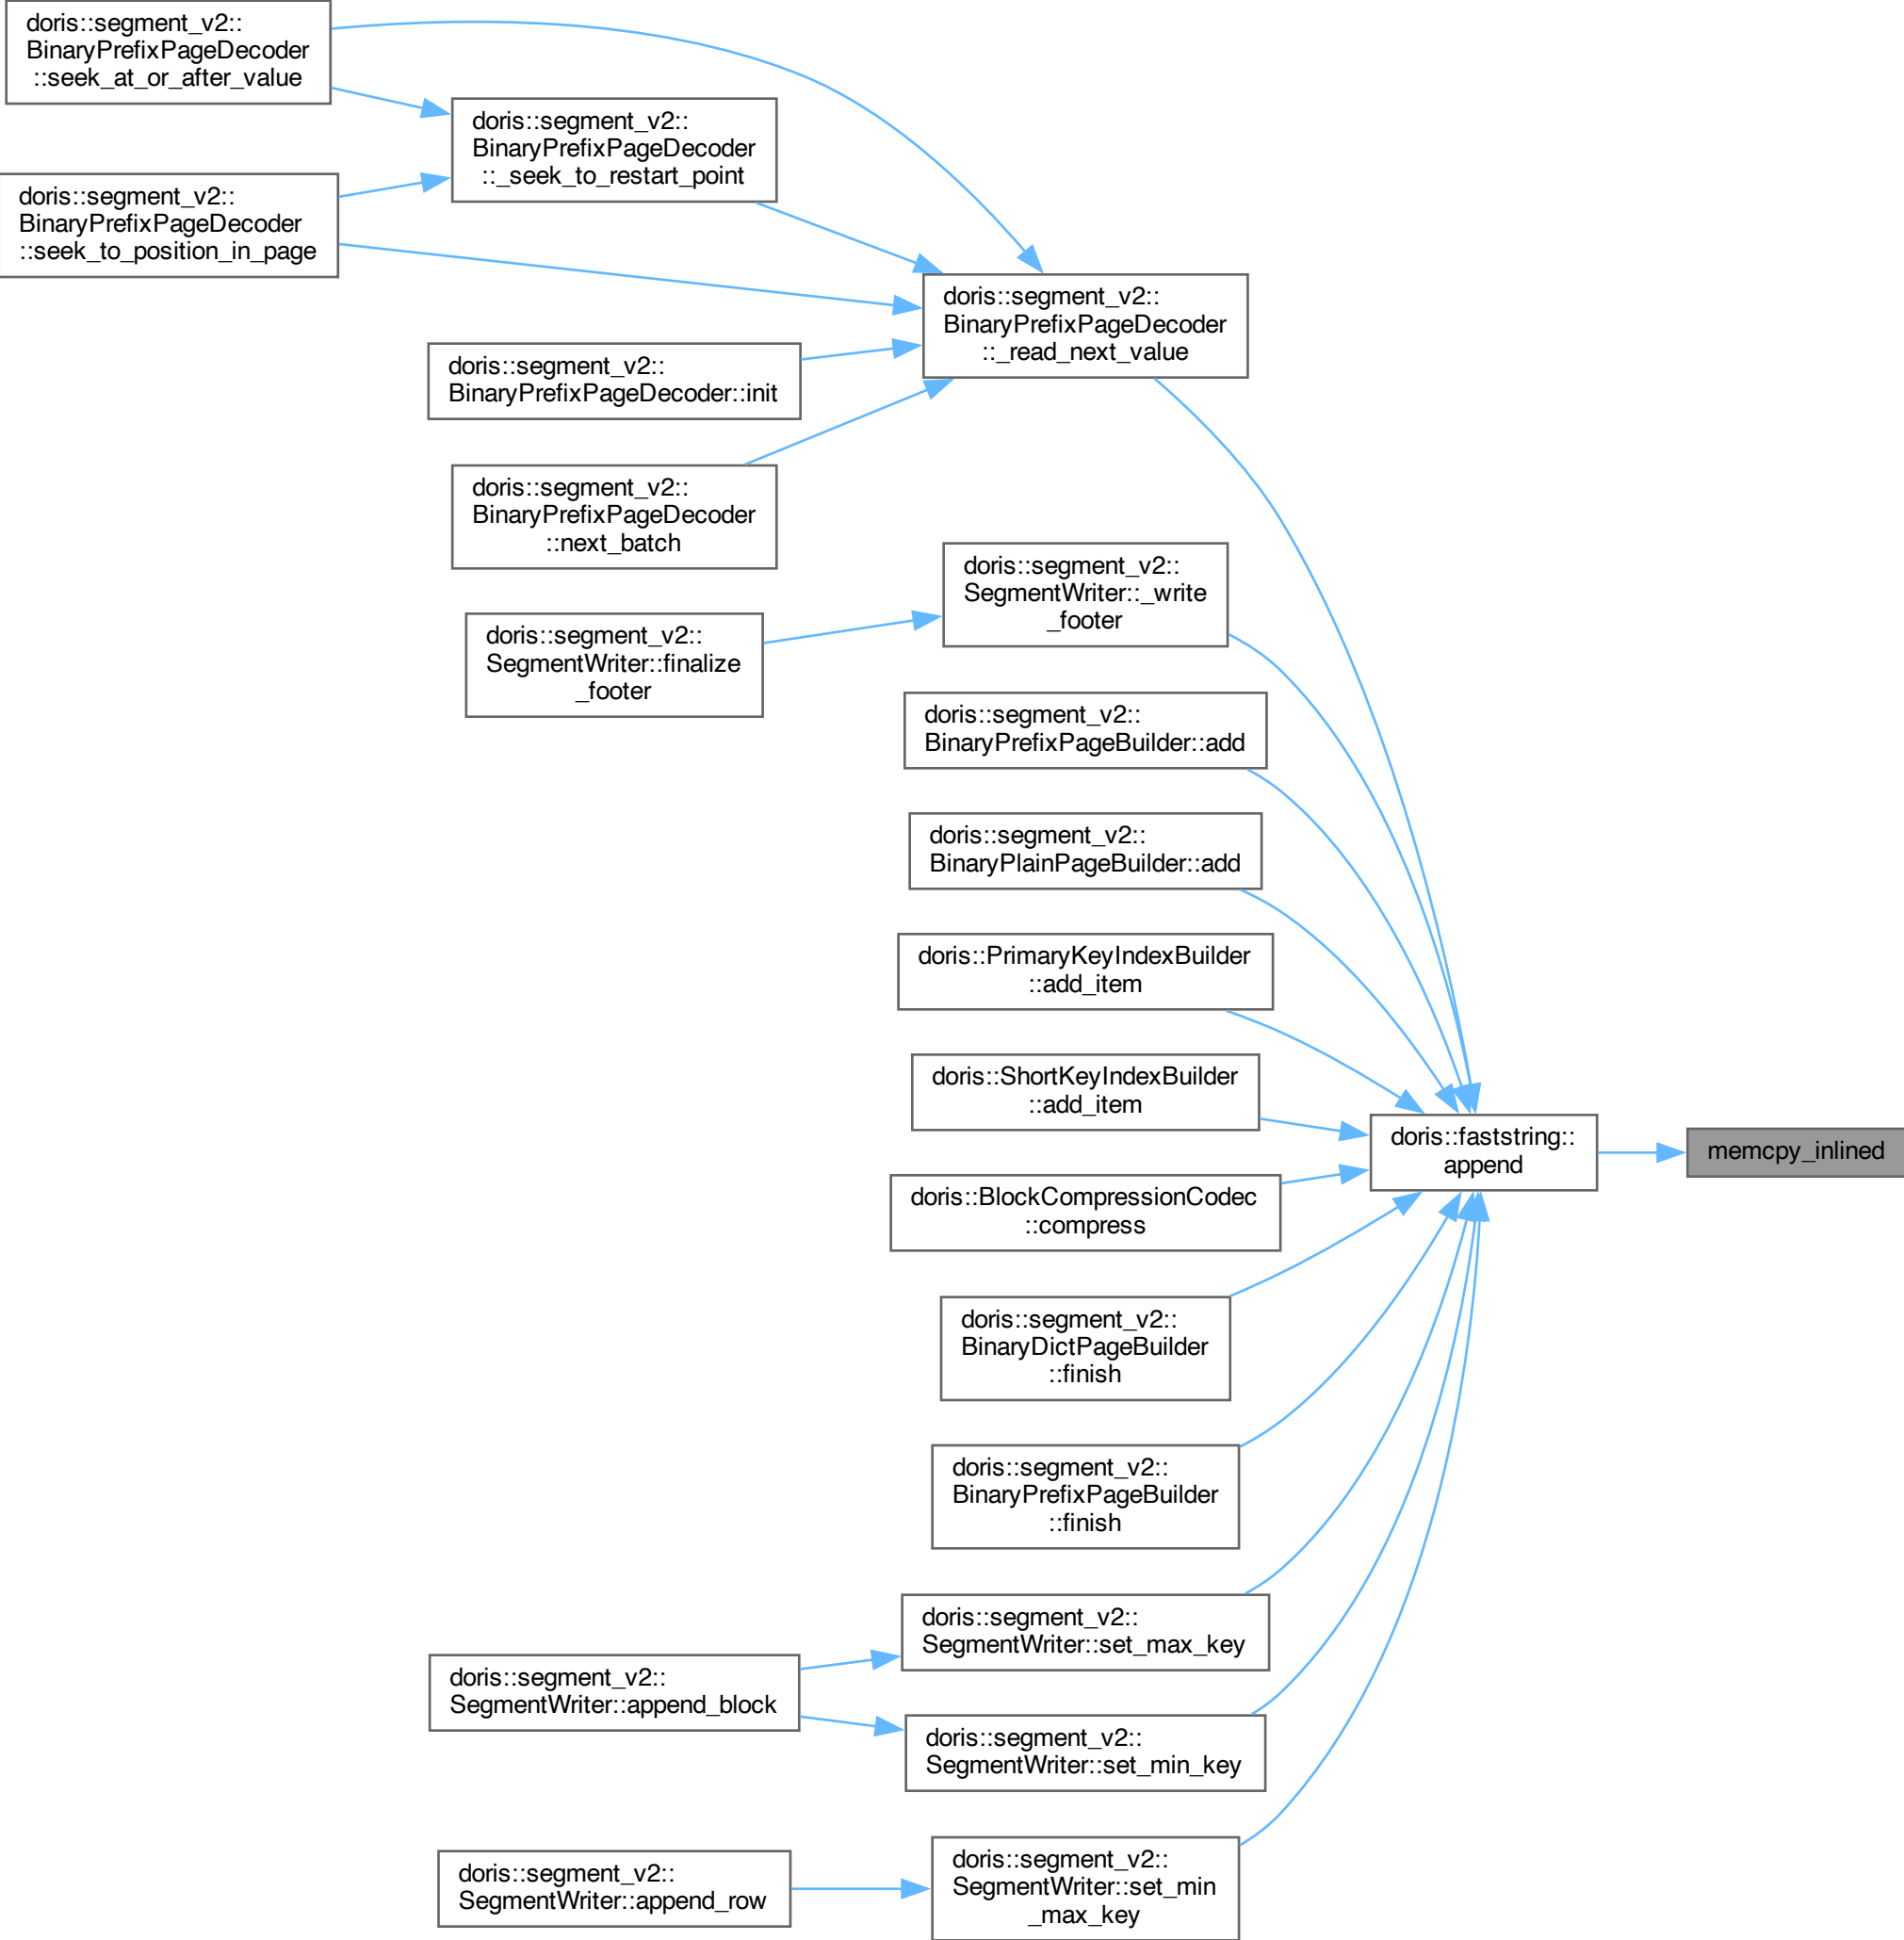 doris::segment_v2::
BinaryPrefixPageDecoder
::seek_at_or_after_value
doris::segment_v2::
BinaryPrefixPageDecoder
::_seek_to_restart_point
doris::segment_v2::
BinaryPrefixPageDecoder
::seek_to_position_in_page
doris::segment_v2::
BinaryPrefixPageDecoder
::_read_next_value
doris::segment_v2::
BinaryPrefixPageDecoder::init
doris::segment_v2::
BinaryPrefixPageDecoder
::next_batch
doris::segment_v2::
SegmentWriter::_write
_footer
doris::segment_v2::
SegmentWriter::finalize
_footer
doris::segment_v2::
BinaryPrefixPageBuilder::add
doris::segment_v2::
BinaryPlainPageBuilder::add
doris::PrimaryKeyIndexBuilder
::add_item
doris::ShortKeyIndexBuilder
::add_item
doris::faststring::
append
memcpy_inlined
doris::BlockCompressionCodec
::compress
doris::segment_v2::
BinaryDictPageBuilder
::finish
doris::segment_v2::
BinaryPrefixPageBuilder
::finish
doris::segment_v2::
SegmentWriter::set_max_key
doris::segment_v2::
SegmentWriter::append_block
doris::segment_v2::
SegmentWriter::set_min_key
doris::segment_v2::
SegmentWriter::append_row
doris::segment_v2::
SegmentWriter::set_min
_max_key